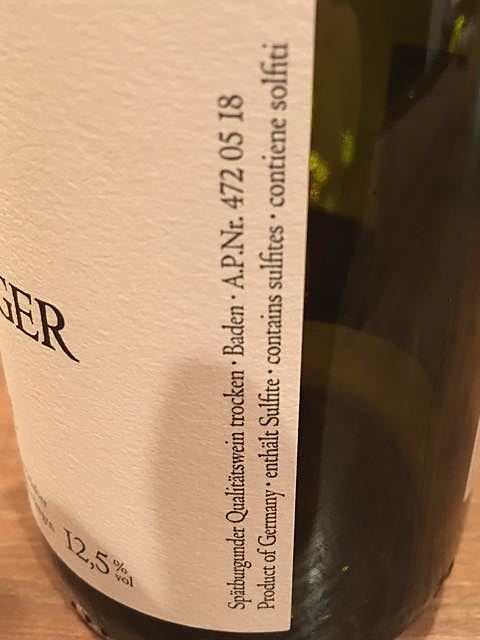 GER
12,5 % vol
Spätburgunder Qualitätswein trocken · Baden · A.P.Nr. 472 05 18
Product of Germany · enthält Sulfite · contains sulfites · contiene solfiti